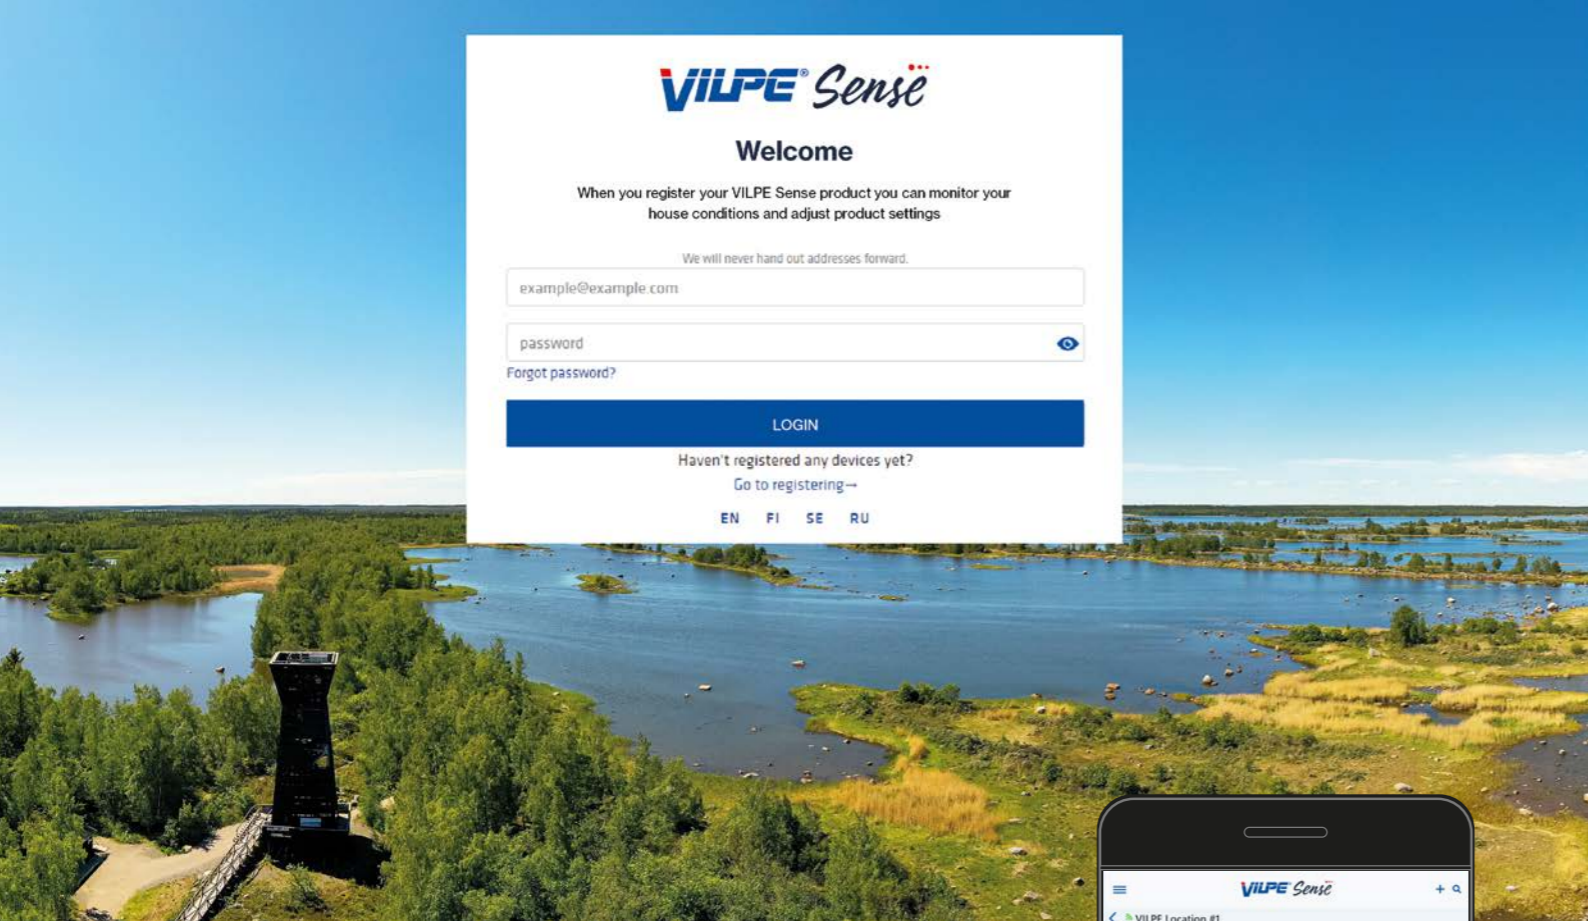 VILPE® Sense
Welcome
When you register your VILPE Sense product you can monitor your
house conditions and adjust product settings
We will never hand out addresses forward.
example@example.com
password
Forgot password?
LOGIN
Haven't registered any devices yet?
Go to registering→
EN FI SE RU
VILPE Sense
VILPE Location #1